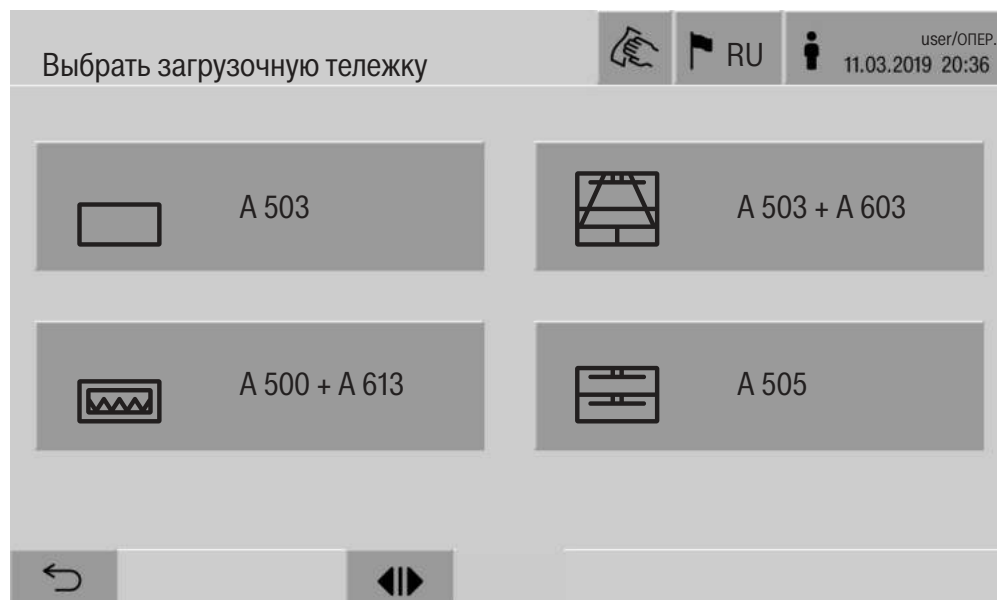 Выбрать загрузочную тележку
RU
user/ОПЕР.
11.03.2019 20:36
A 503
A 503 + A 603
A 500 + A 613
A 505